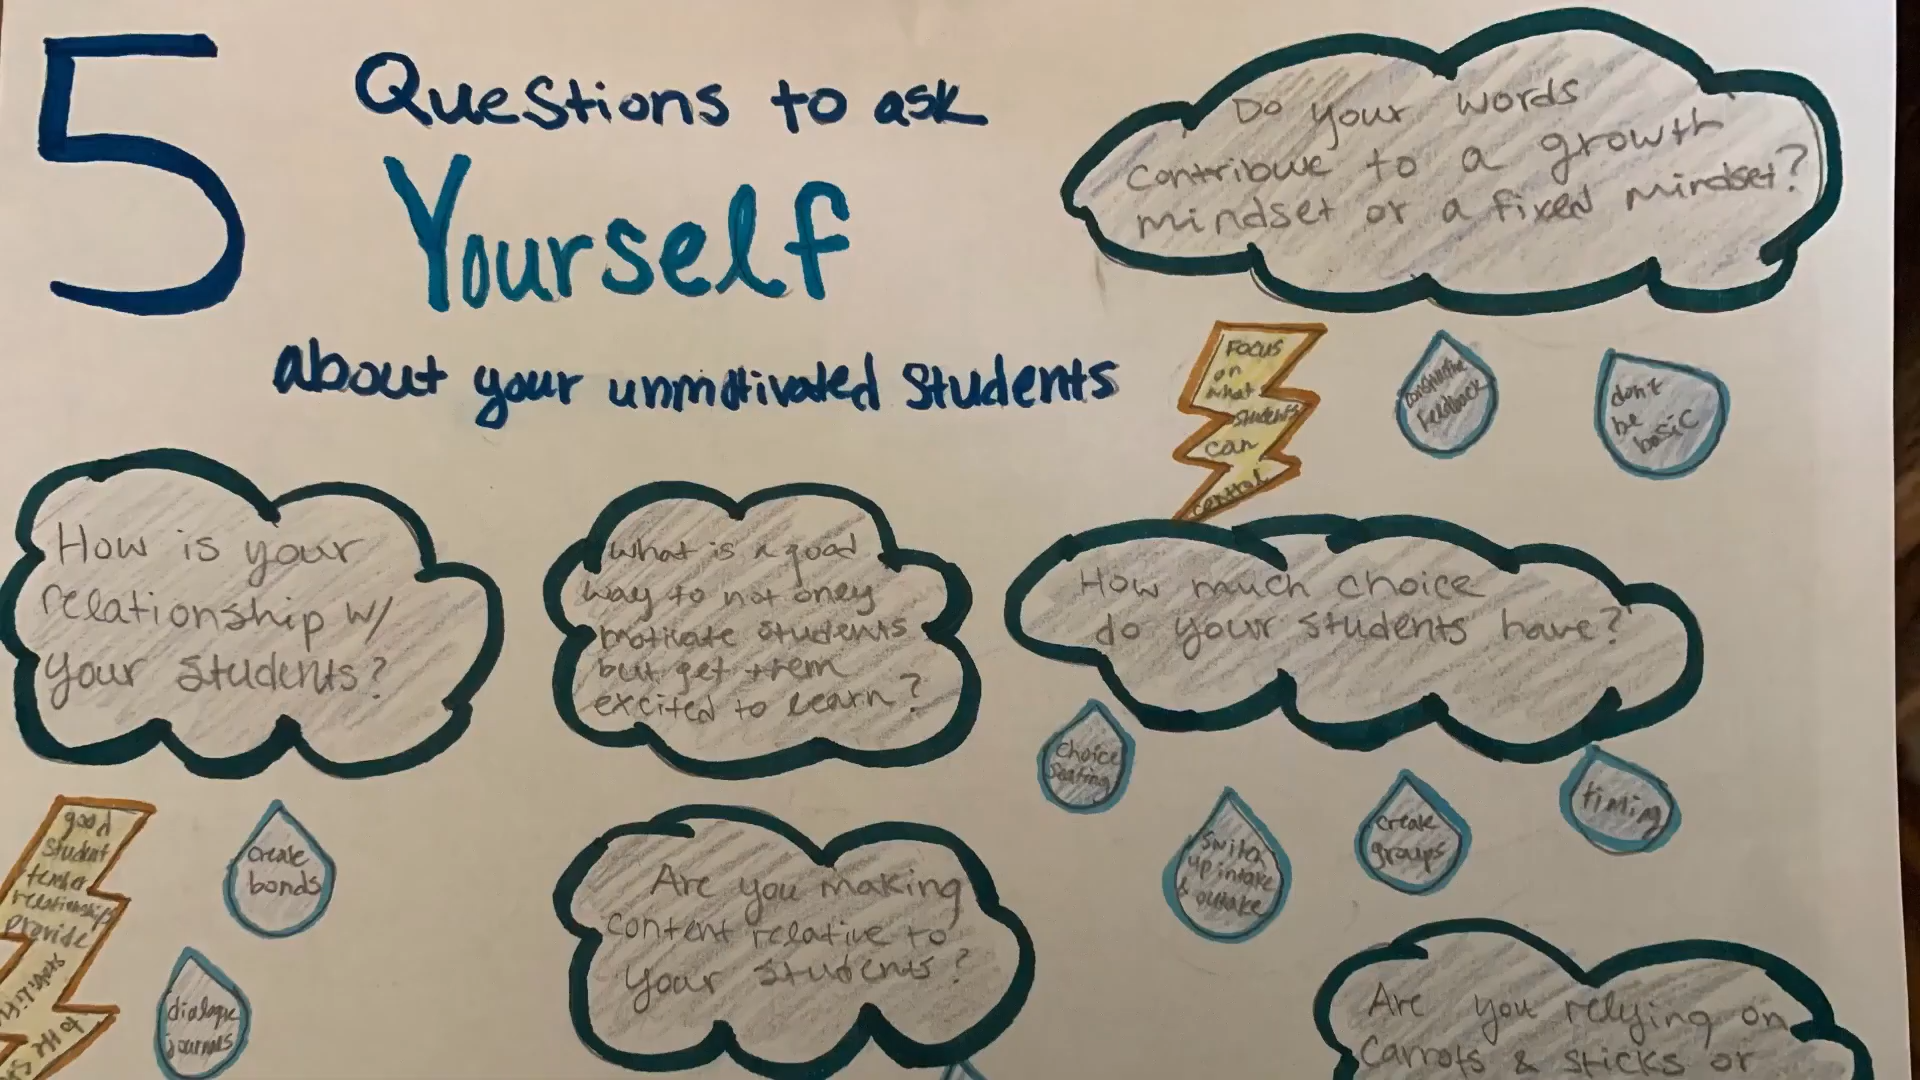 5
Questions to ask
Yourself
about your unmotivated Students
Do your words
contribute to a growth
mindset or a fixed mindset?
Focus
on
what
students
can
control
constructive
feedback
don't
be
basic
How is your
relationship w/
your students?
What is a good
way to not only
motivate students
but get them
excited to learn?
How much choice
do your students have?
choice
seating
Switch
up intake
& outake
create
groups
timing
good
student
teacher
relationships
provide
to the
create
bonds
dialogue
journals
Are you making
content relative to
your students?
Are you relying on
Carrots & sticks or